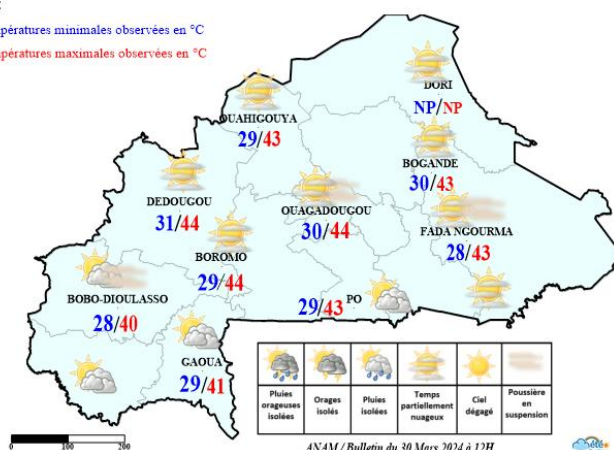 pératures minimales observées en °C
pératures maximales observées en °C
DORI
NP/NP
OUAHIGOUYA
29/43
BOGANDE
30/43
DEDOUGOU
31/44
OUAGADOUGOU
30/44
FADA NGOURMA
28/43
BOROMO
29/44
BOBO-DIOULASSO
28/40
PO
29/43
GAOUA
29/41
Pluies orageuses isolées
Orages isolés
Pluies isolées
Temps partiellement nuageux
Ciel dégagé
Poussière en suspension
0 100 200
ANAM / Bulletin du 30 Mars 2024 à 12H
été